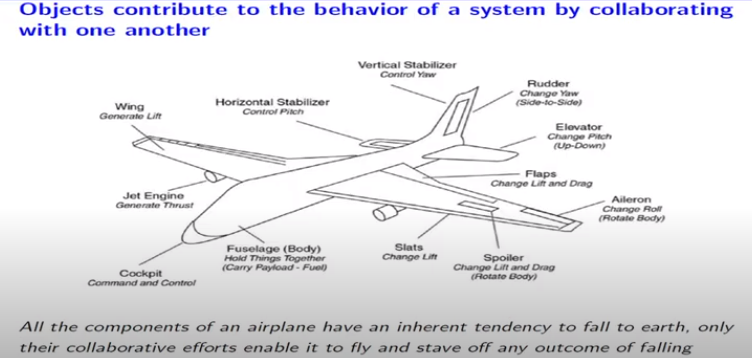 Objects contribute to the behavior of a system by collaborating
with one another
Vertical Stabilizer
Control Yaw
Rudder
Change Yaw
(Side-to-Side)
Wing
Generate Lift
Horizontal Stabilizer
Control Pitch
Elevator
Change Pitch
(Up-Down)
Flaps
Change Lift and Drag
Jet Engine
Generate Thrust
Aileron
Change Roll
(Rotate Body)
Fuselage (Body)
Hold Things Together
(Carry Payload - Fuel)
Slats
Change Lift
Spoiler
Change Lift and Drag
(Rotate Body)
Cockpit
Command and Control
All the components of an airplane have an inherent tendency to fall to earth, only
their collaborative efforts enable it to fly and stave off any outcome of falling